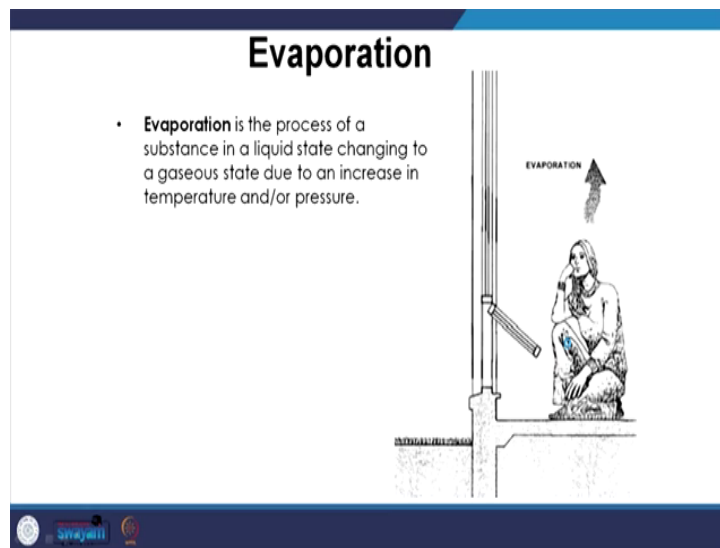 Evaporation
• Evaporation is the process of a
substance in a liquid state changing to
a gaseous state due to an increase in
temperature and/or pressure.
EVAPORATION
swayam